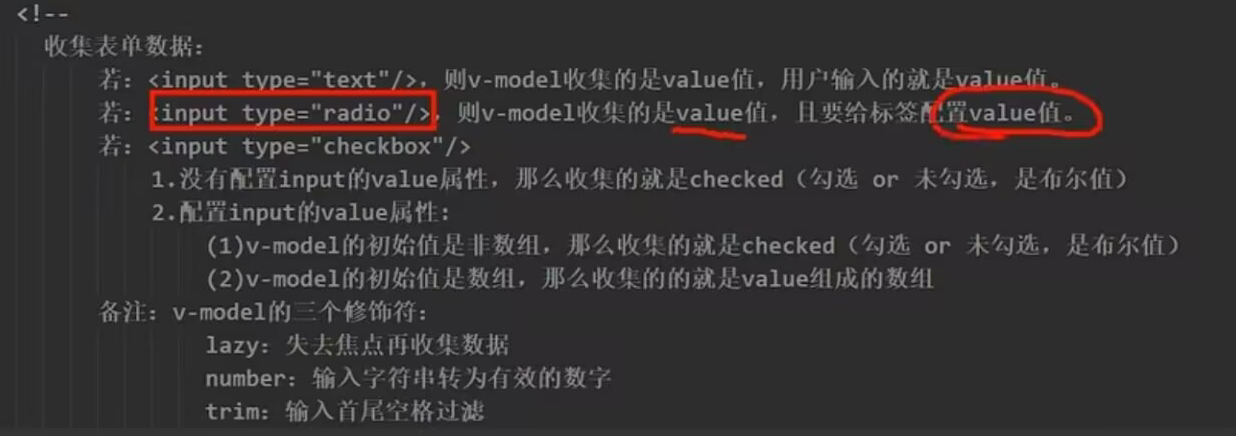 <!--
收集表单数据:
若: <input type="text"/>, 则v-model收集的是value值, 用户输入的就是value值。
若: <input type="radio"/>, 则v-model收集的是value值, 且要给标签配置value值。
若: <input type="checkbox"/>
1.没有配置input的value属性, 那么收集的就是checked (勾选 or 未勾选, 是布尔值)
2.配置input的value属性:
(1)v-model的初始值是非数组, 那么收集的就是checked (勾选 or 未勾选, 是布尔值)
(2)v-model的初始值是数组, 那么收集的的就是value组成的数组
备注: v-model的三个修饰符:
lazy: 失去焦点再收集数据
number: 输入字符串转为有效的数字
trim: 输入首尾空格过滤